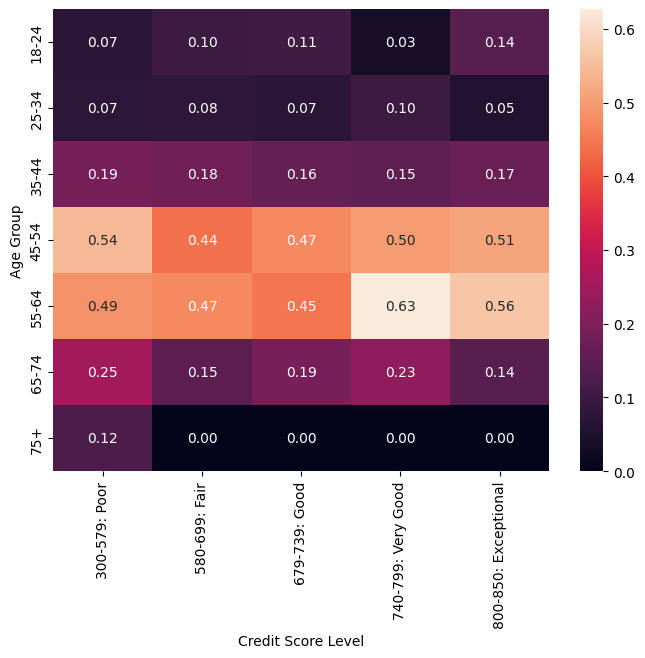 18-24 0.07 0.10 0.11 0.03 0.14
25-34 0.07 0.08 0.07 0.10 0.05
35-44 0.19 0.18 0.16 0.15 0.17
45-54 0.54 0.44 0.47 0.50 0.51
55-64 0.49 0.47 0.45 0.63 0.56
65-74 0.25 0.15 0.19 0.23 0.14
75+ 0.12 0.00 0.00 0.00 0.00
Age Group
300-579: Poor
580-699: Fair
679-739: Good
740-799: Very Good
800-850: Exceptional
Credit Score Level
0.6
0.5
0.4
0.3
0.2
0.1
0.0